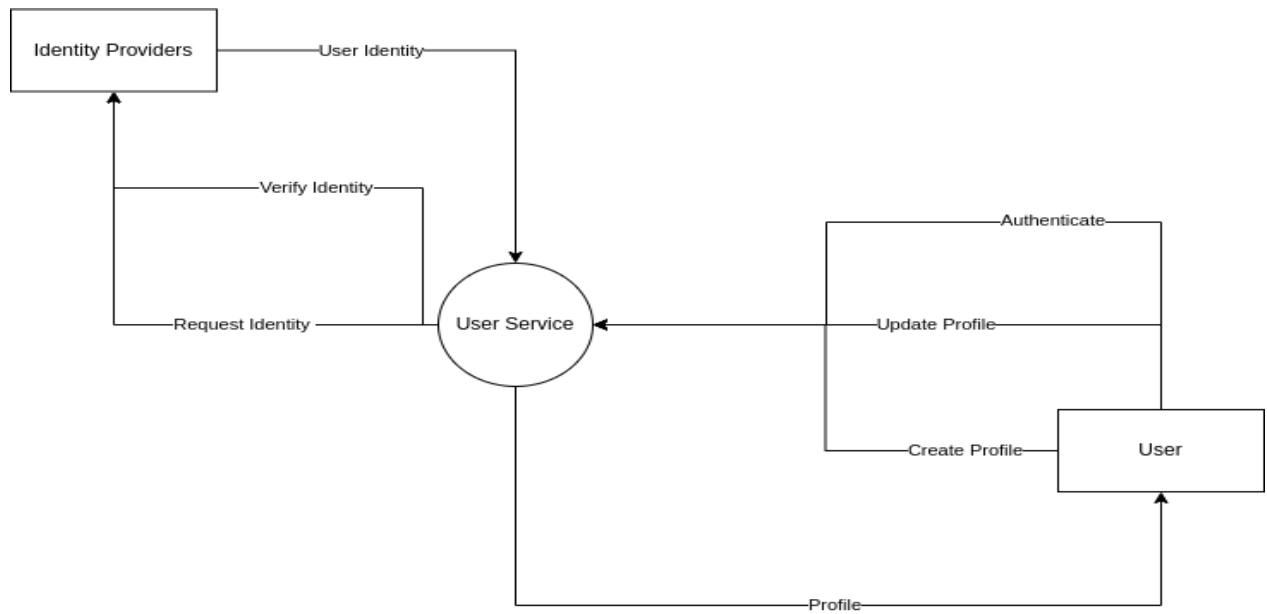 Identity Providers
User Identity
Verify Identity
Authenticate
Request Identity
User Service
Update Profile
Create Profile
User
Profile